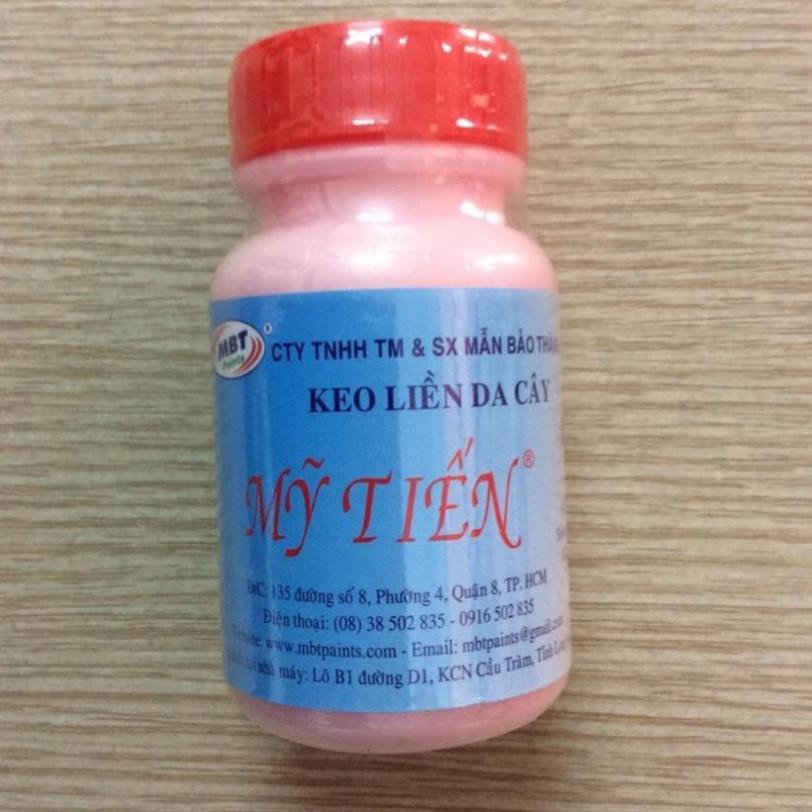 MBT
Paints
®
CTY TNHH TM & SX MẪN BẢO
KEO LIỀN DA CÂY
MỸ TIẾN®
135 đường số 8, Phường 4, Quận 8, TP. HCM
Điện thoại: (08) 38 502 835 - 0916 502 835
www.mbtpaints.com - Email: mbtpaints@gmail.com
nhà máy: Lô B1 đường D1, KCN Cầu Tràm, Tỉnh